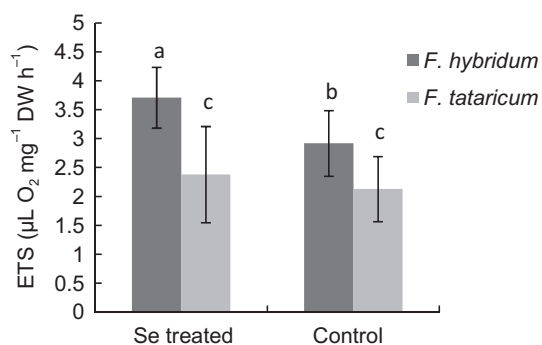 ETS (µL O₂ mg⁻¹ DW h⁻¹)
5
4.5
4
3.5
3
2.5
2
1.5
1
0.5
0
a
c
b
c
Se treated
Control
F. hybridum
F. tataricum